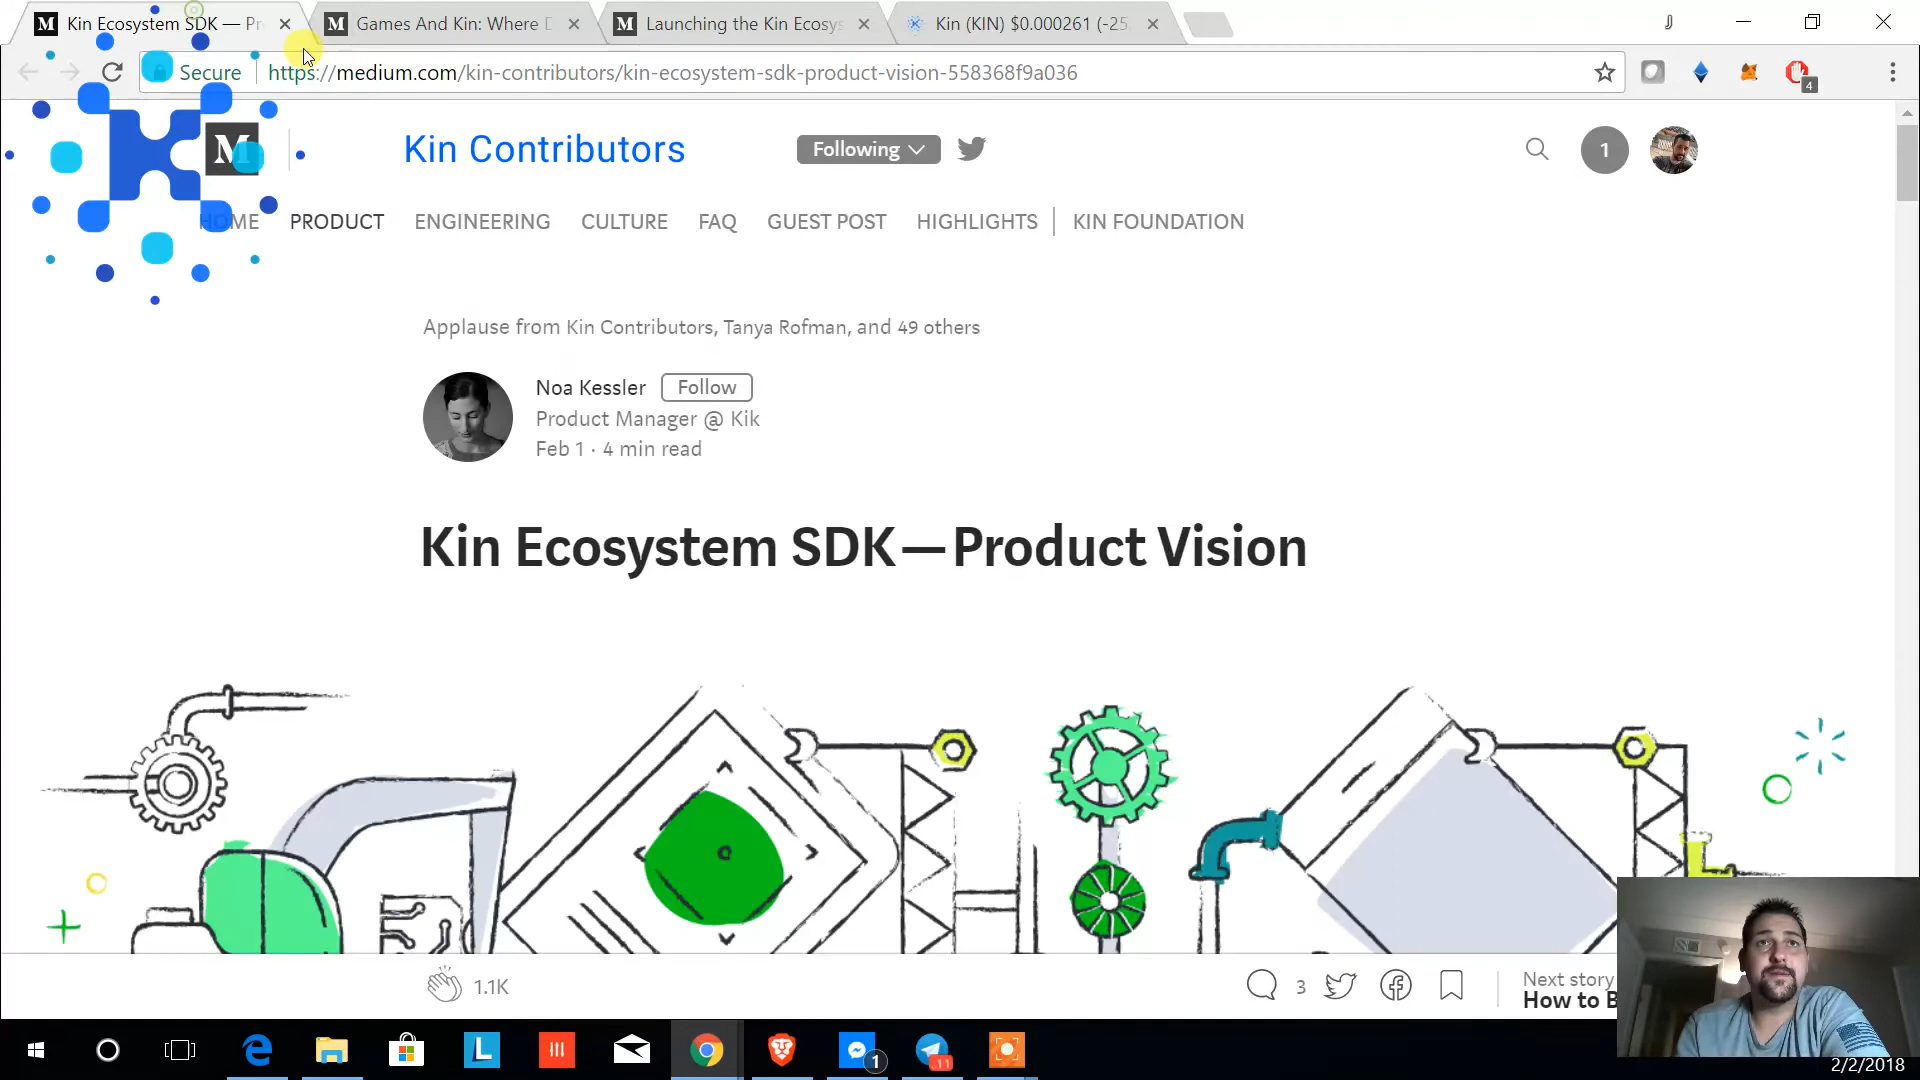 Kin Ecosystem SDK — Pr
Games And Kin: Where D
Launching the Kin Ecosys
Kin (KIN) $0.000261 (-25
J
Secure
https://medium.com/kin-contributors/kin-ecosystem-sdk-product-vision-558368f9a036
4
M
Kin Contributors
Following
1
HOME
PRODUCT
ENGINEERING
CULTURE
FAQ
GUEST POST
HIGHLIGHTS
KIN FOUNDATION
Applause from Kin Contributors, Tanya Rofman, and 49 others
Noa Kessler
Follow
Product Manager @ Kik
Feb 1 · 4 min read
Kin Ecosystem SDK — Product Vision
1.1K
3
Next story
How to B
L
1
11
2/2/2018